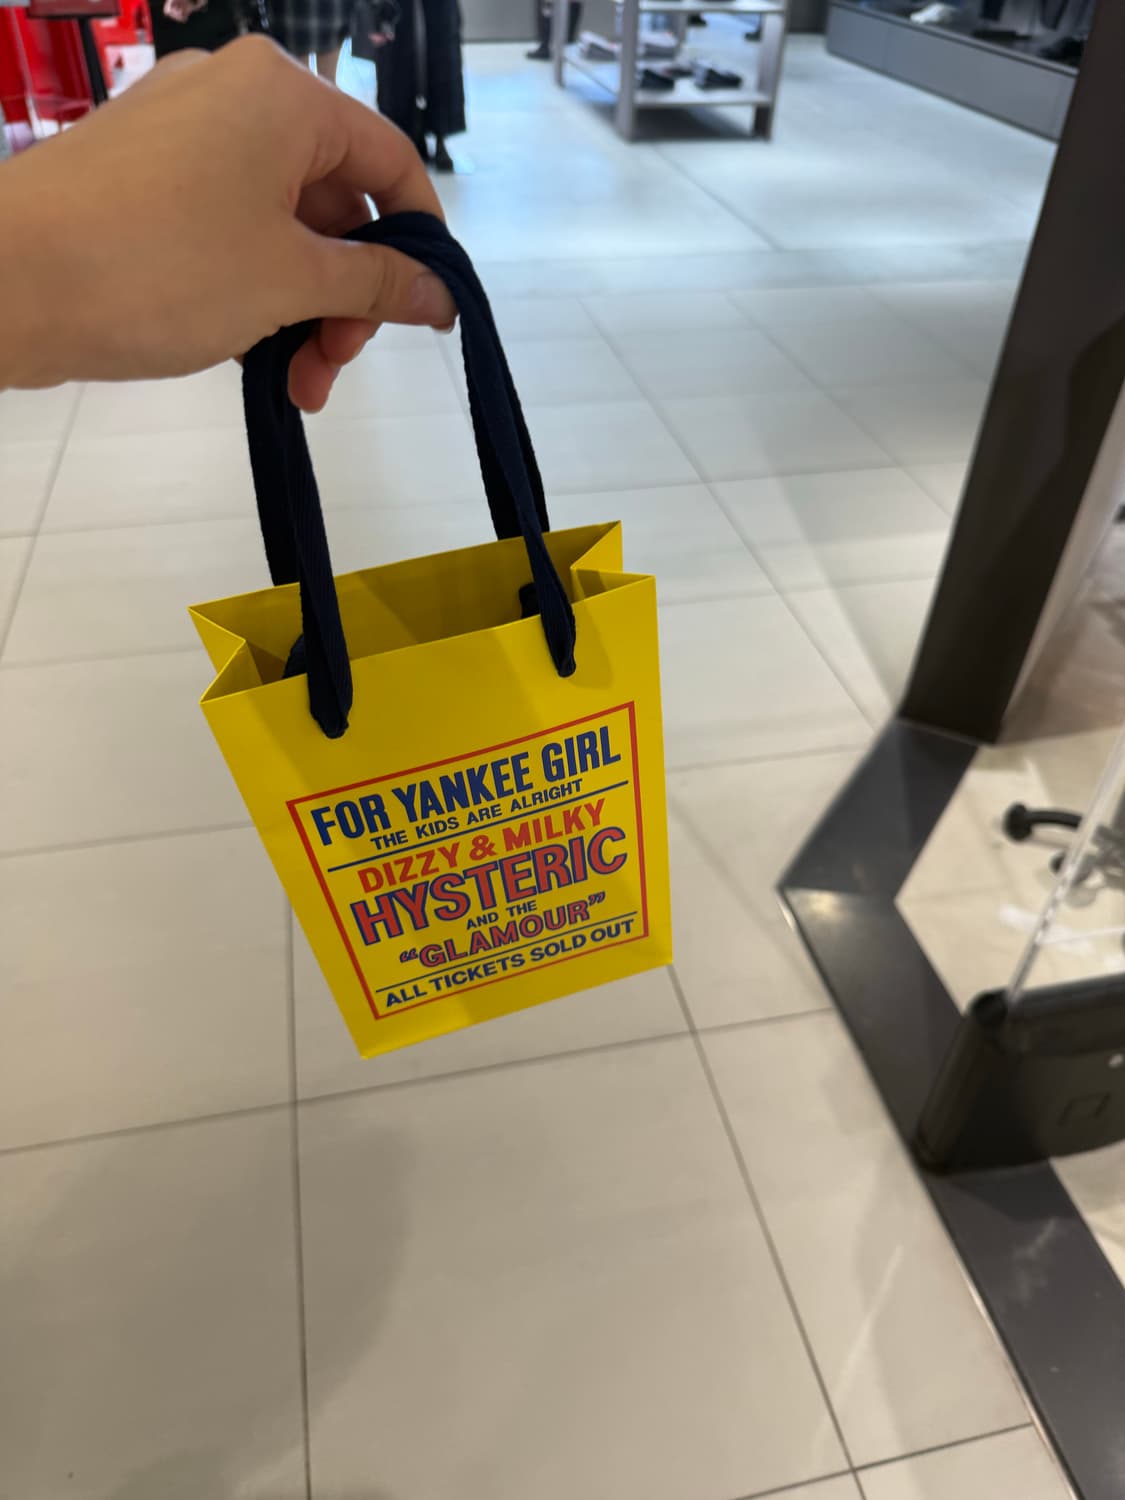 FOR YANKEE GIRL
THE KIDS ARE ALRIGHT
DIZZY & MILKY
HYSTERIC
AND THE
“GLAMOUR”
ALL TICKETS SOLD OUT